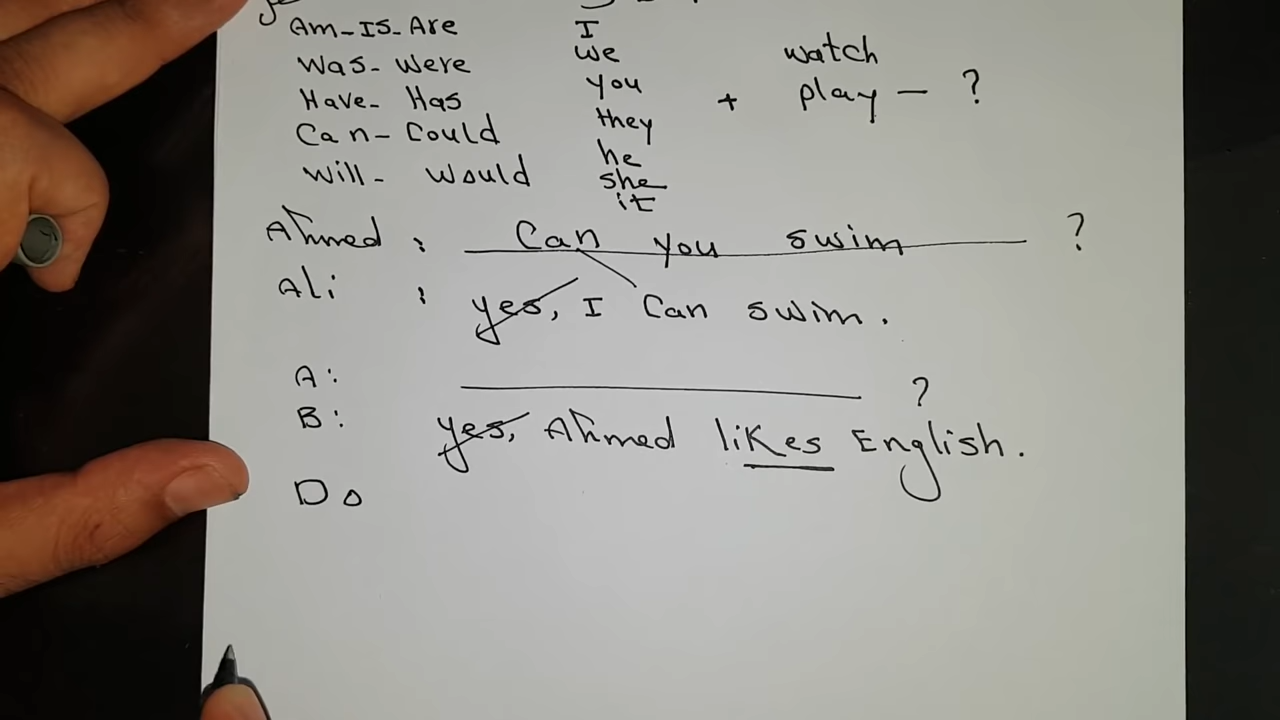 Am-Is-Are I
Was-Were we watch
Have-Has you + play - ?
Can-Could they
Will-Would he
she
it
Ahmed : Can you swim ?
Ali : yes, I Can swim.
A: ?
B: yes, Ahmed likes English.
Do